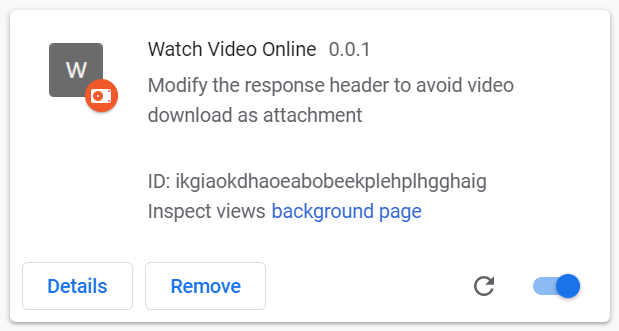 W
Watch Video Online 0.0.1
Modify the response header to avoid video
download as attachment
ID: ikgiaokdhaoeabobeekplehplhgghaig
Inspect views background page
Details Remove